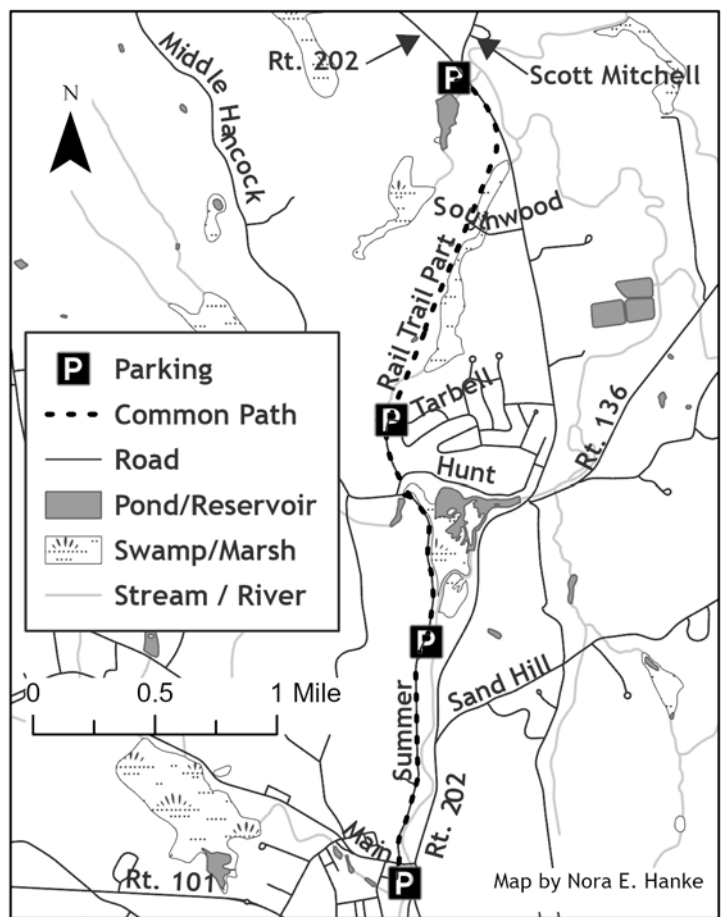 Middle Hancock
Rt. 202
P
Scott Mitchell
N
Southwood
Rail Trail Part
P
Tarbell
Rt. 136
Hunt
P Parking
Common Path
Road
Pond/Reservoir
Swamp/Marsh
Stream / River
P
Sand Hill
0 0.5 1 Mile
Summer
Rt. 202
Main
Rt. 101
P
Map by Nora E. Hanke